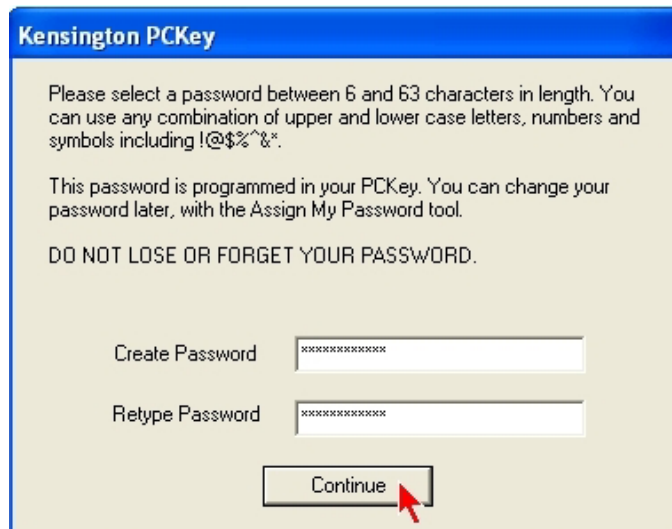 Kensington PCKey
Please select a password between 6 and 63 characters in length. You
can use any combination of upper and lower case letters, numbers and
symbols including !@$%^&*.
This password is programmed in your PCKey. You can change your
password later, with the Assign My Password tool.
DO NOT LOSE OR FORGET YOUR PASSWORD.
Create Password ************
Retype Password ************
Continue